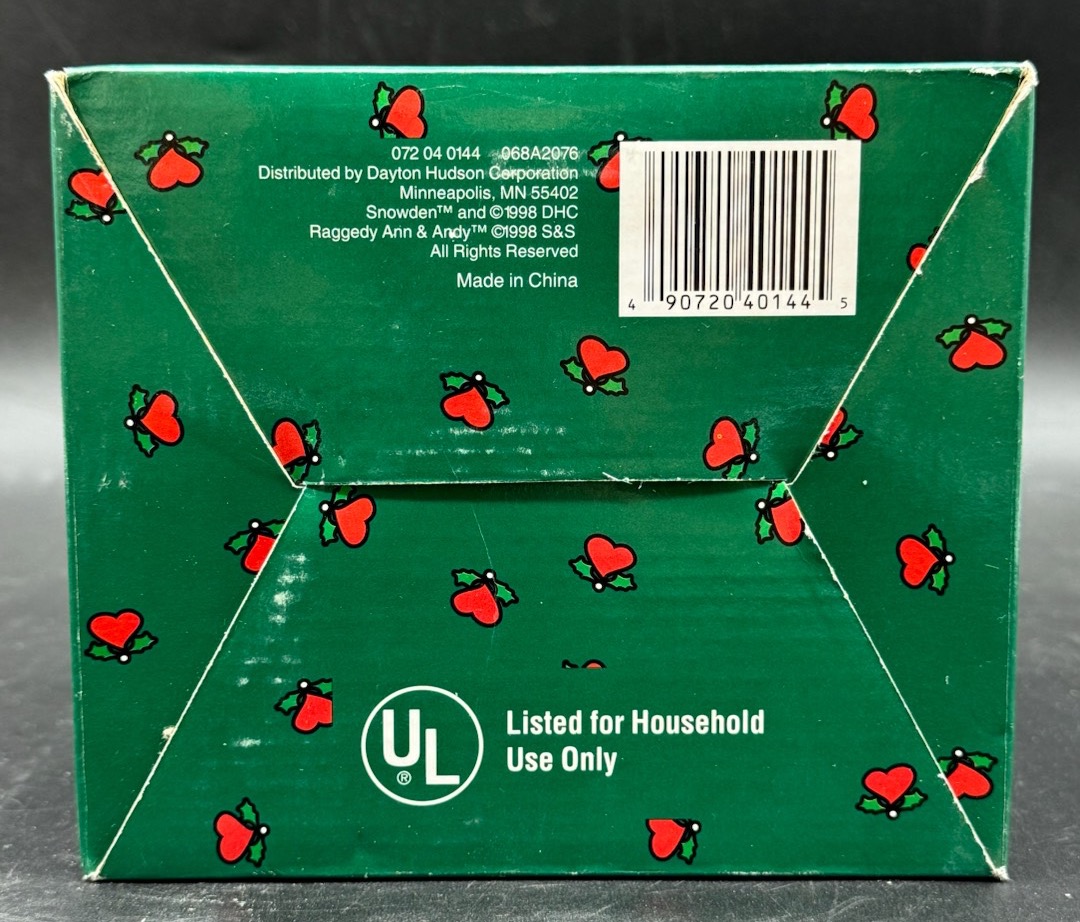 072 04 0144 068A2076
Distributed by Dayton Hudson Corporation
Minneapolis, MN 55402
Snowden™ and ©1998 DHC
Raggedy Ann & Andy™ ©1998 S&S
All Rights Reserved
Made in China
4 90720 40144 5
UL ®
Listed for Household
Use Only